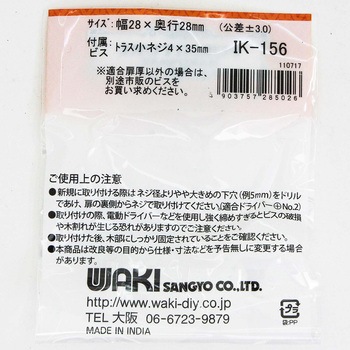 サイズ：幅28×奥行28mm （公差±3.0）
付属：トラス小ネジ4×35mm IK-156
ビス
110717
※適合扉厚以外の場合は、
別途市販のビスを
お買い求めください。
4903757285026
ご使用上の注意
●新規に取り付ける際はネジ径よりやや大きめの下穴（例5mm）をドリル
であけ、扉の裏側からネジで取付けてください。（適合ドライバー⊕No.2）
●取り付けの際、電動ドライバーなどを使用し強く締めすぎるとビスの破損
や木割れが生じる恐れがありますのでご注意ください。
●取り付けた後、木部にしっかり固定されていることをご確認ください。
●本商品は改良等の目的から仕様・寸法などを予告無しに変更する場合
があります。
WAKI SANGYO CO.,LTD.
http://www.waki-diy.co.jp
TEL 大阪 06-6723-9879
MADE IN INDIA
プラ
袋:PP